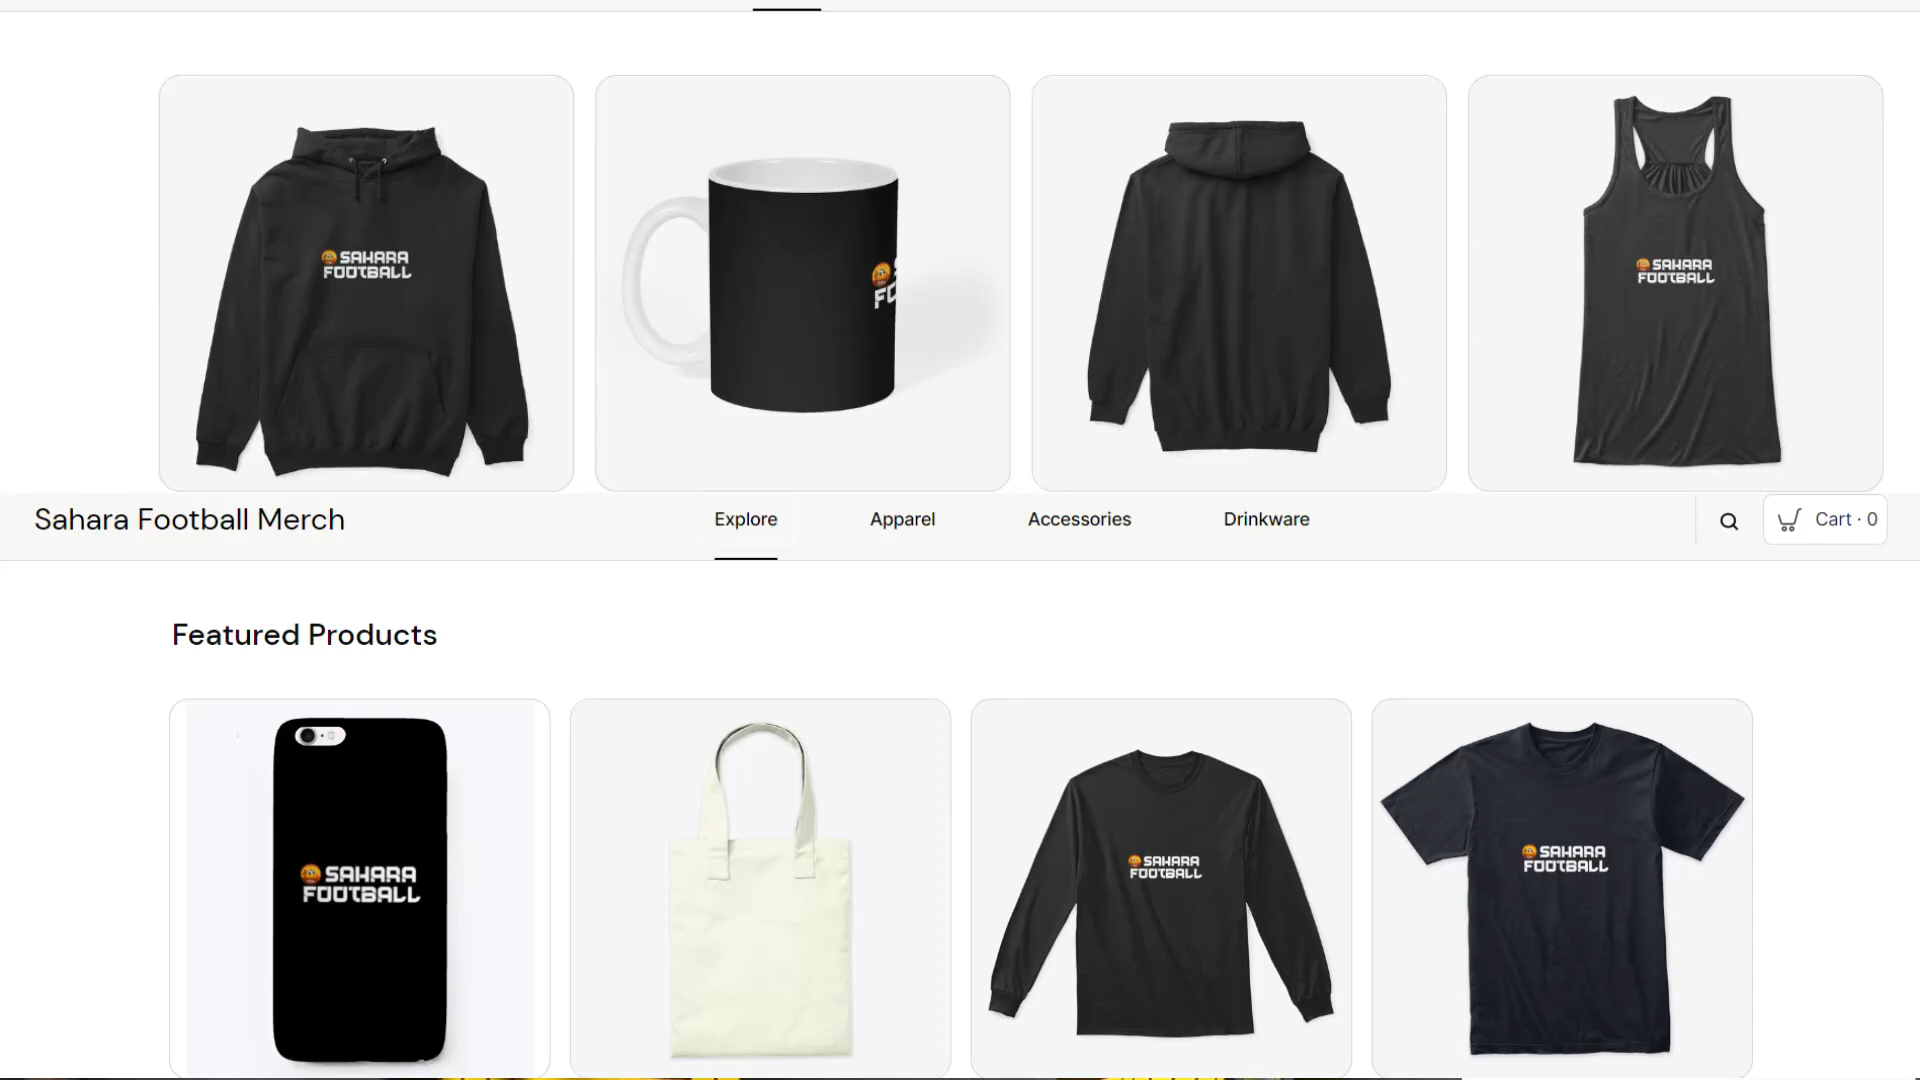 SAHARA
FOOTBALL
SAHARA
FOOTBALL
Sahara Football Merch
Explore
Apparel
Accessories
Drinkware
Cart · 0
Featured Products
SAHARA
FOOTBALL
SAHARA
FOOTBALL
SAHARA
FOOTBALL